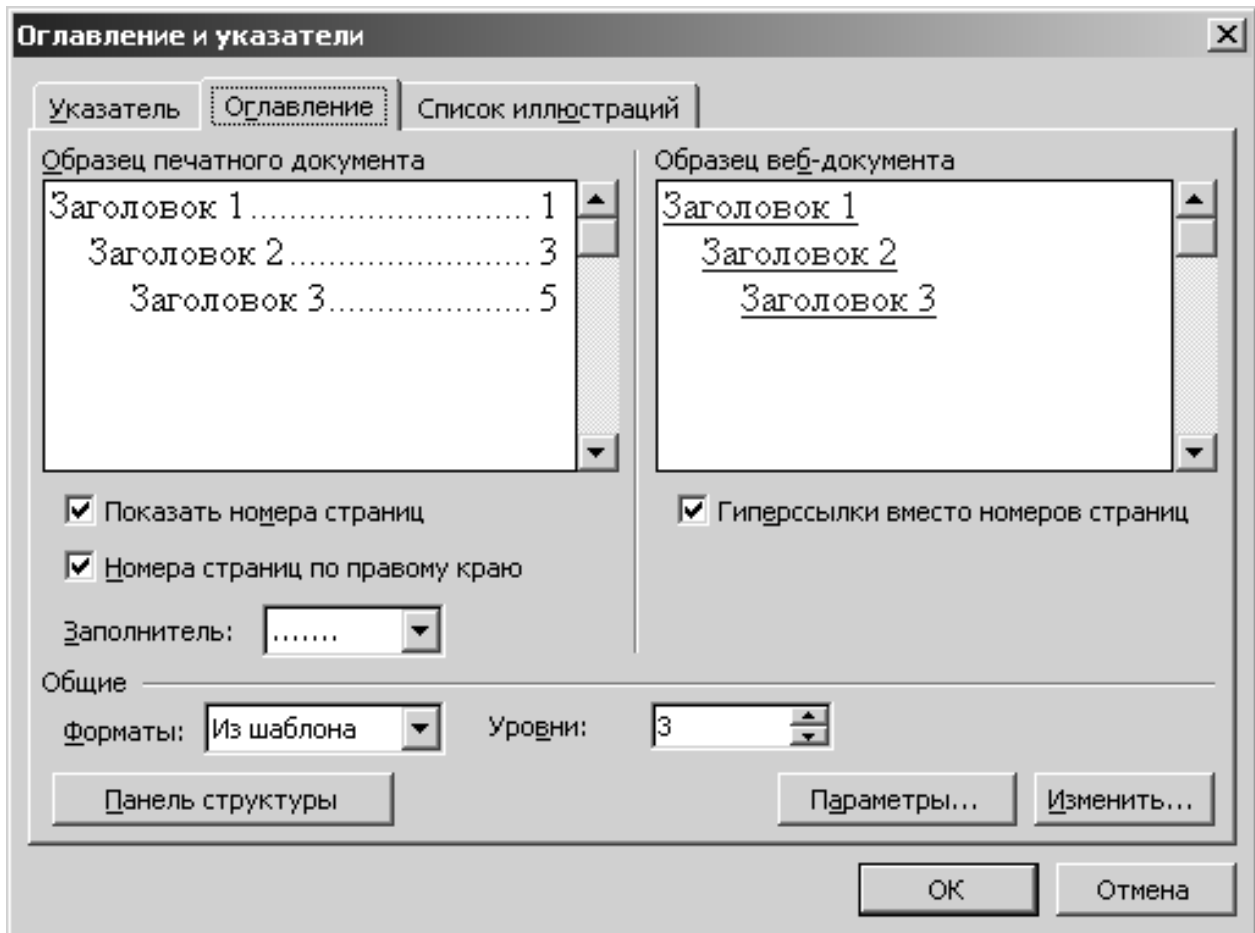 Оглавление и указатели
Указатель Оглавление Список иллюстраций
Образец печатного документа
Заголовок 1............................ 1
Заголовок 2........................ 3
Заголовок 3.................... 5
Образец веб-документа
Заголовок 1
Заголовок 2
Заголовок 3
Показать номера страниц
Номера страниц по правому краю
Заполнитель: .......
Гиперссылки вместо номеров страниц
Общие
Форматы: Из шаблона Уровни: 3
Панель структуры Параметры... Изменить...
ОК Отмена